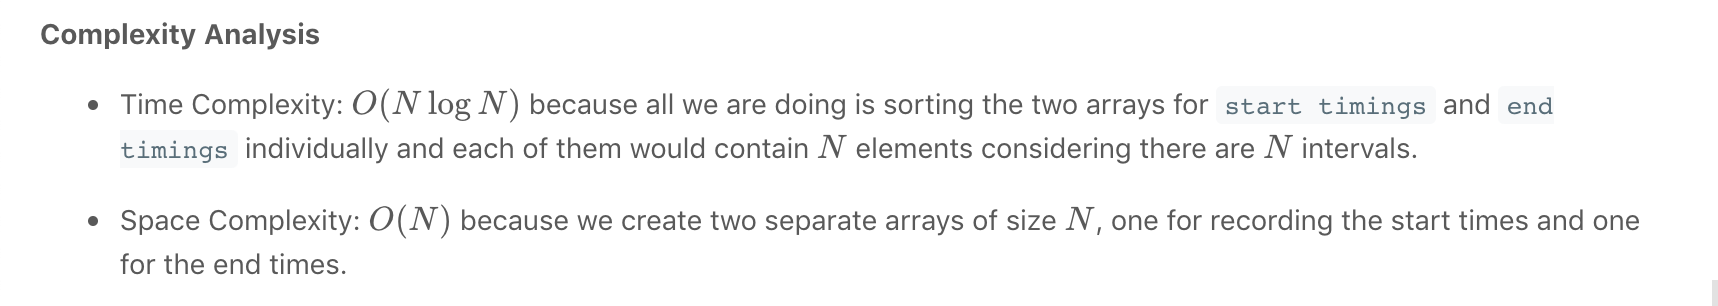 Complexity Analysis
• Time Complexity: O(N log N) because all we are doing is sorting the two arrays for start timings and end
timings individually and each of them would contain N elements considering there are N intervals.
• Space Complexity: O(N) because we create two separate arrays of size N, one for recording the start times and one
for the end times.